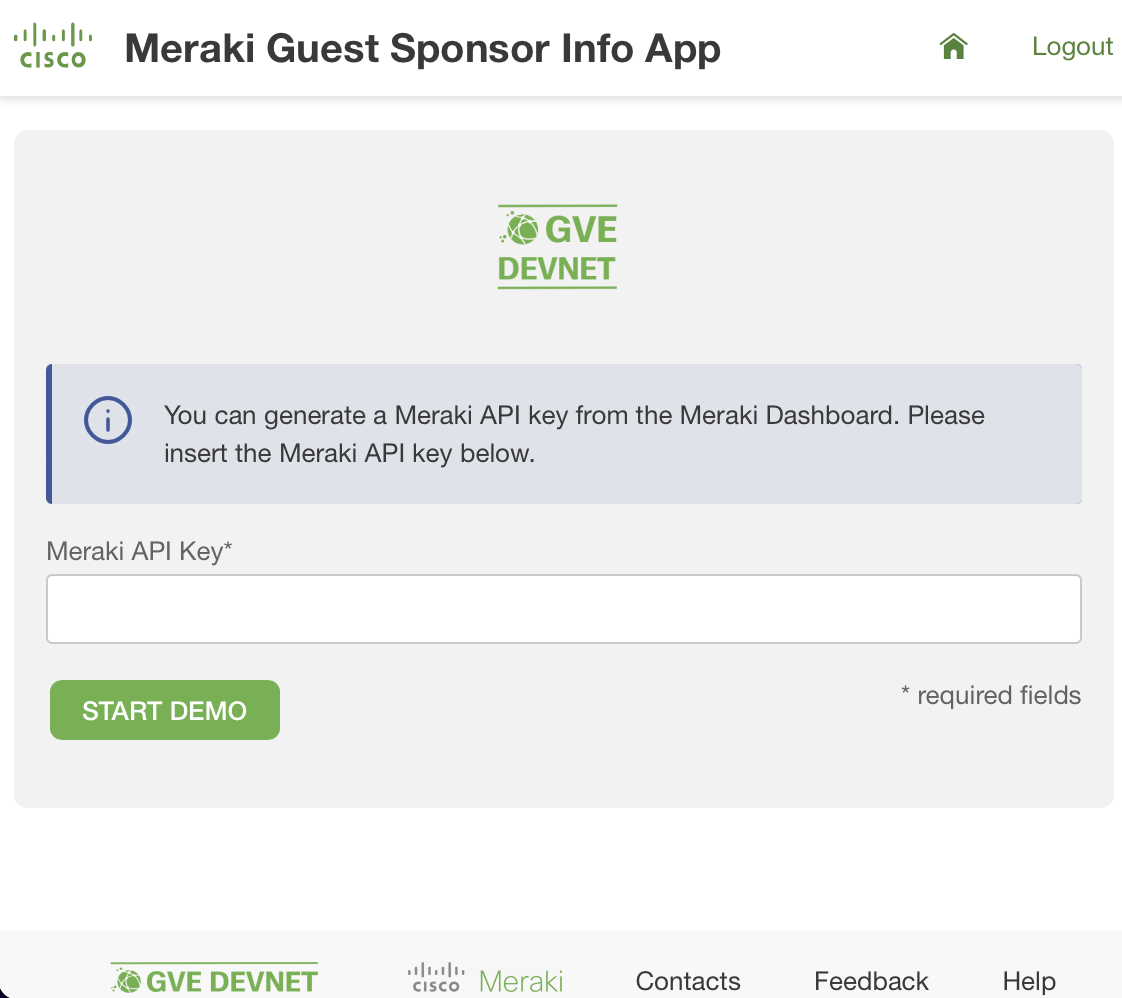 CISCO
Meraki Guest Sponsor Info App
Logout
GVE
DEVNET
You can generate a Meraki API key from the Meraki Dashboard. Please
insert the Meraki API key below.
Meraki API Key*
START DEMO
* required fields
GVE DEVNET
CISCO Meraki
Contacts
Feedback
Help